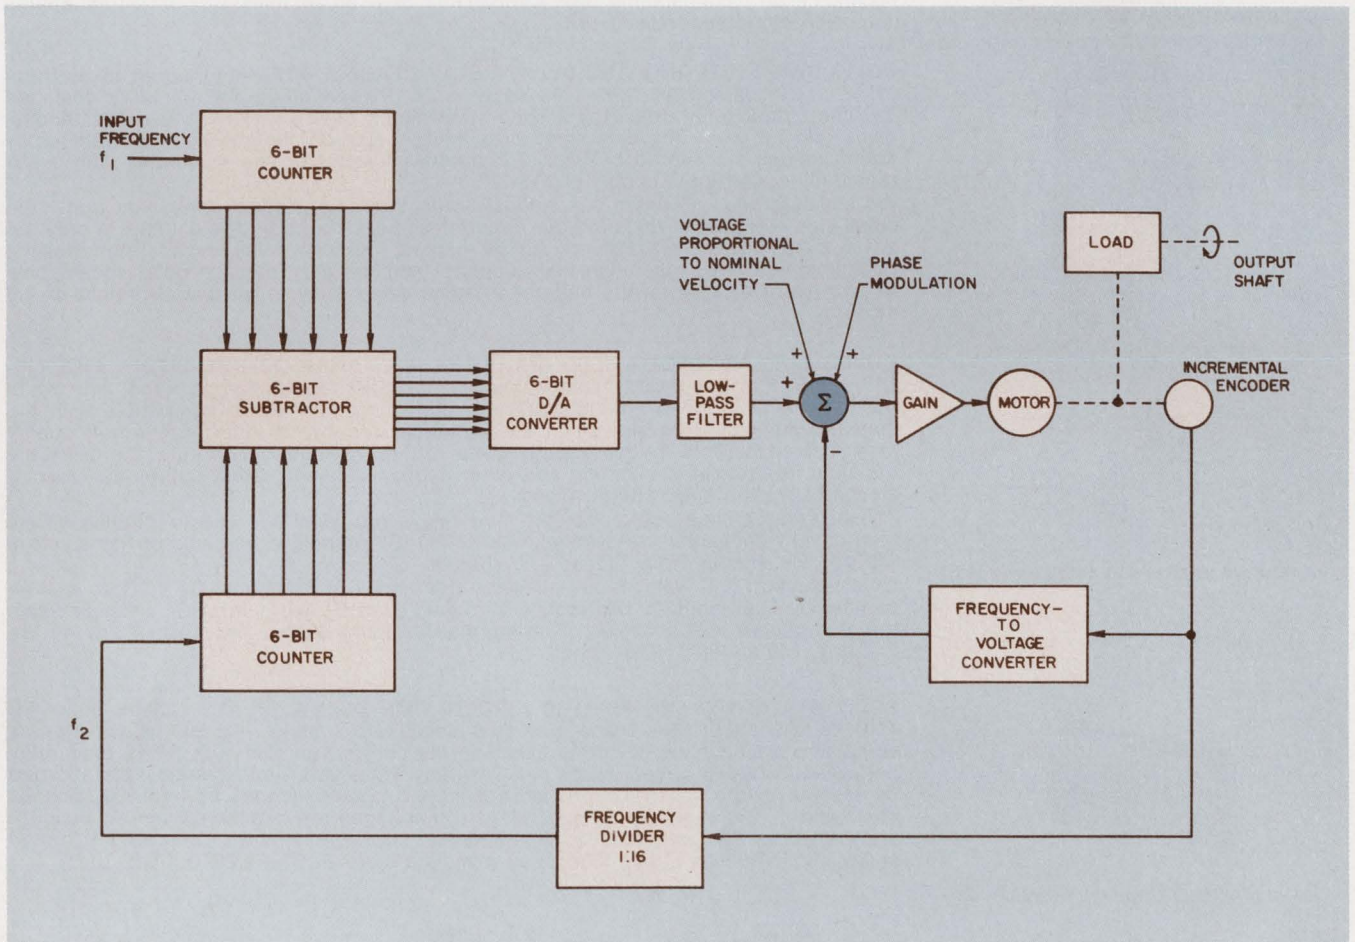 INPUT
FREQUENCY
f1
6-BIT
COUNTER
6-BIT
SUBTRACTOR
6-BIT
D/A
CONVERTER
LOW-
PASS
FILTER
VOLTAGE
PROPORTIONAL
TO NOMINAL
VELOCITY
PHASE
MODULATION
+
+
+
Σ
-
GAIN
MOTOR
LOAD
OUTPUT
SHAFT
INCREMENTAL
ENCODER
FREQUENCY-
TO
VOLTAGE
CONVERTER
6-BIT
COUNTER
f2
FREQUENCY
DIVIDER
1:16